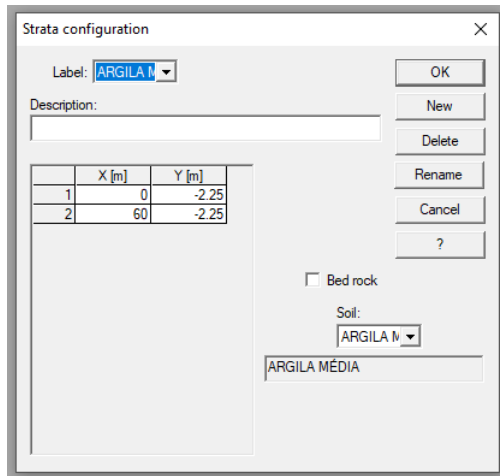 Strata configuration
Label: ARGILA M
OK
Description:
New
Delete
Rename
Cancel
?
X [m] Y [m]
1 0 -2.25
2 60 -2.25
Bed rock
Soil:
ARGILA M
ARGILA MÉDIA